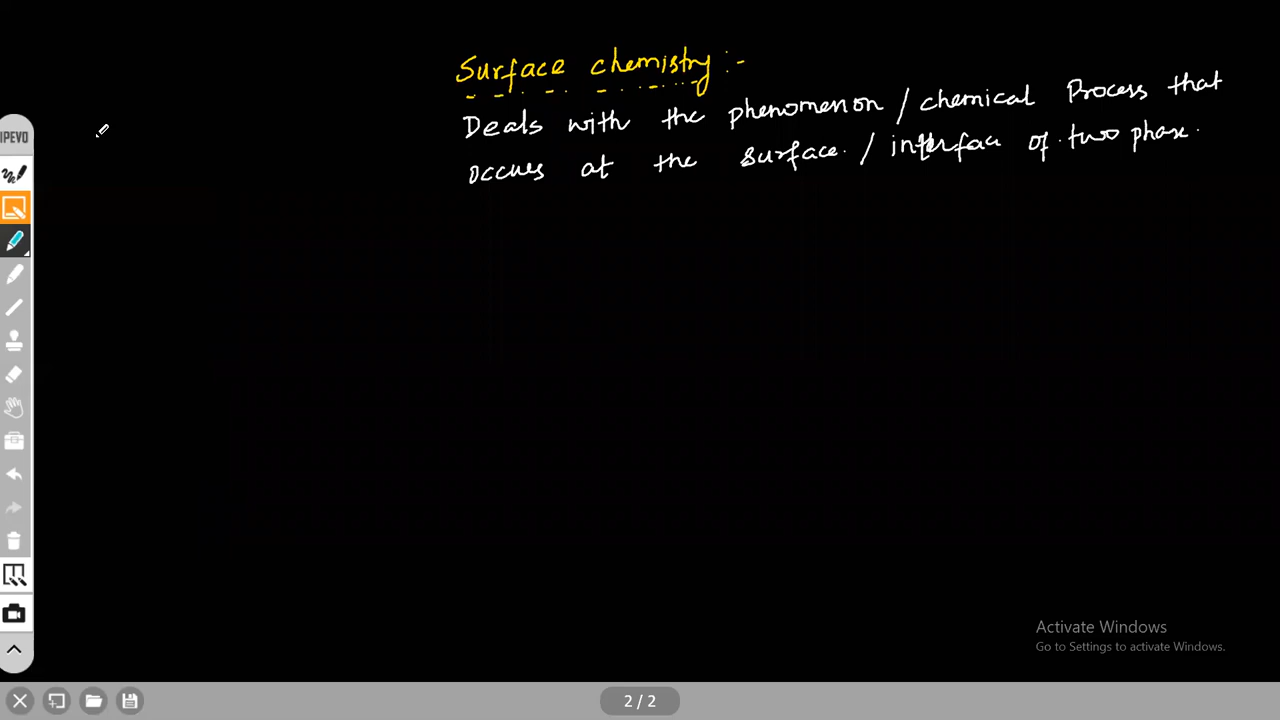 Surface chemistry :-
Deals with the phenomenon / chemical Process that
occurs at the surface. / interface of two phase.
IPEVO
Activate Windows
Go to Settings to activate Windows.
2 / 2